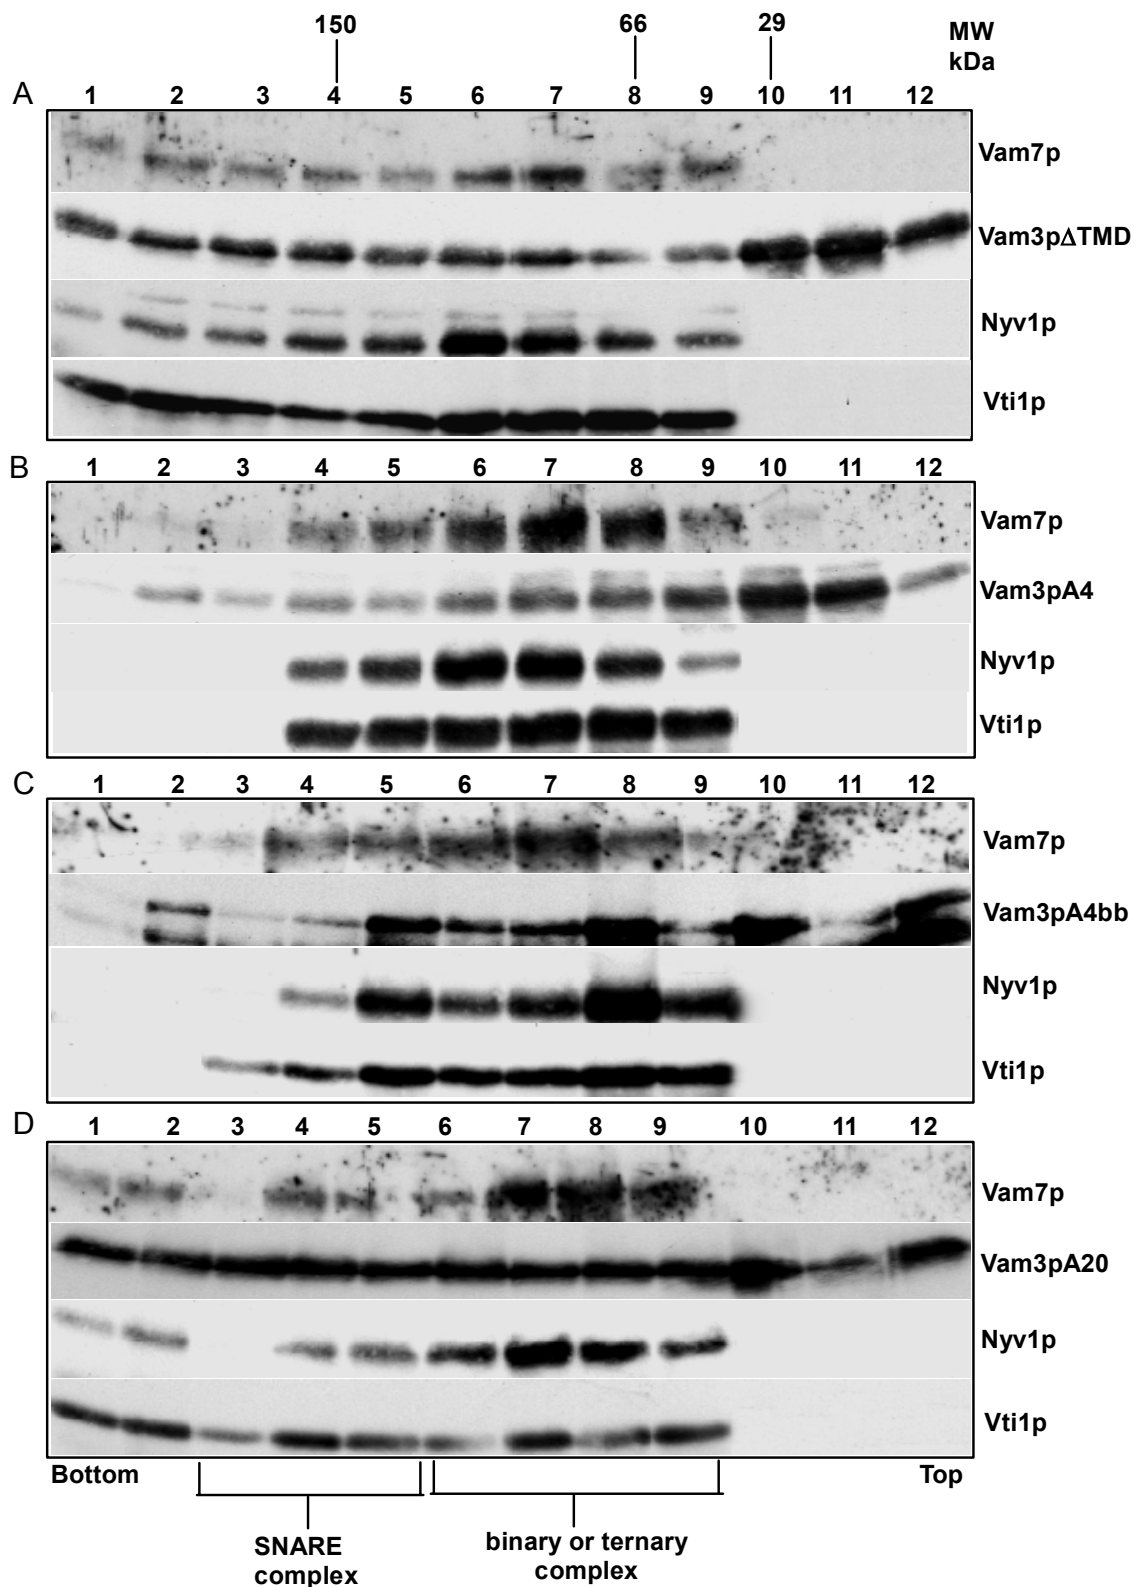 150 66 29 MW
kDa
A 1 2 3 4 5 6 7 8 9 10 11 12
Vam7p
Vam3pΔTMD
Nyv1p
Vti1p
B 1 2 3 4 5 6 7 8 9 10 11 12
Vam7p
Vam3pA4
Nyv1p
Vti1p
C 1 2 3 4 5 6 7 8 9 10 11 12
Vam7p
Vam3pA4bb
Nyv1p
Vti1p
D 1 2 3 4 5 6 7 8 9 10 11 12
Vam7p
Vam3pA20
Nyv1p
Vti1p
Bottom Top
SNARE
complex
binary or ternary
complex